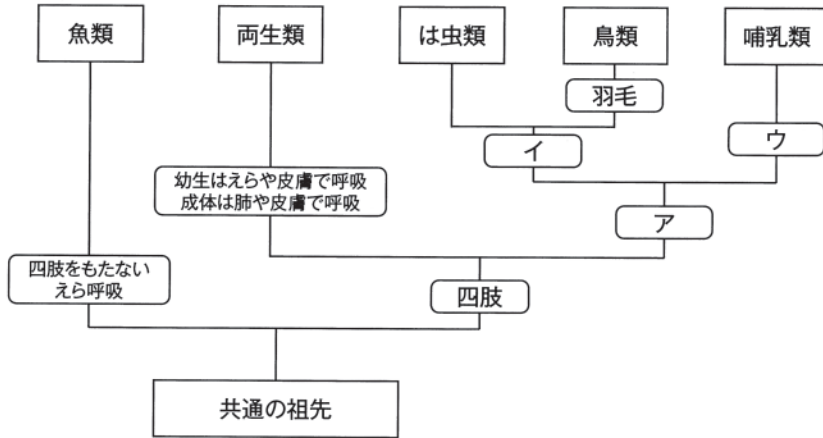 魚類
両生類
は虫類
鳥類
哺乳類
羽毛
イ
ウ
幼生はえらや皮膚で呼吸
成体は肺や皮膚で呼吸
ア
四肢をもたない
えら呼吸
四肢
共通の祖先